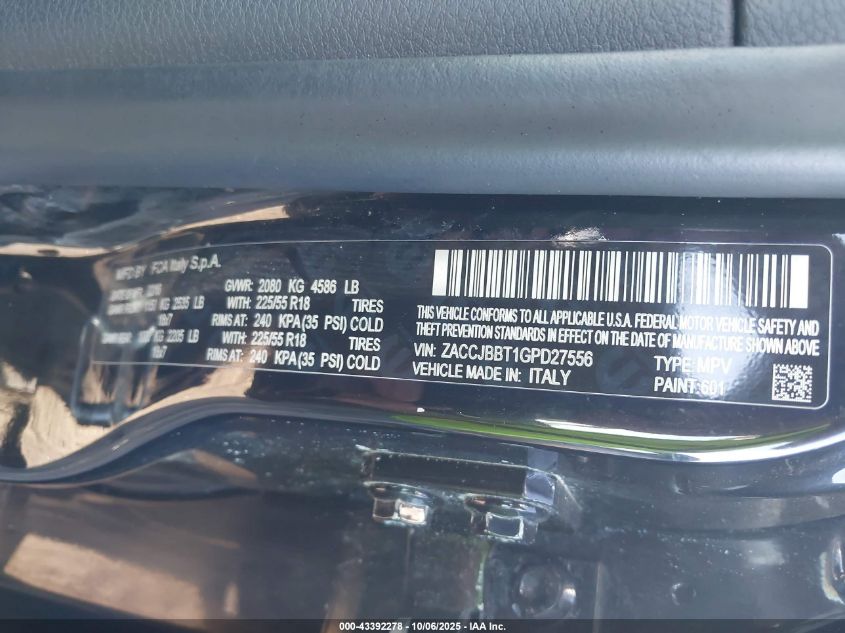 MFD BY FCA Italy S.p.A.
GVWR: 2080 KG 4586 LB
LB WITH: 225/55 R18 TIRES
RIMS AT: 240 KPA(35 PSI) COLD
2205 LB WITH: 225/55 R18 TIRES
RIMS AT: 240 KPA(35 PSI) COLD
THIS VEHICLE CONFORMS TO ALL APPLICABLE U.S.A. FEDERAL MOTOR VEHICLE SAFETY AND
THEFT PREVENTION STANDARDS IN EFFECT ON THE DATE OF MANUFACTURE SHOWN ABOVE.
VIN: ZACCJBBT1GPD27556 TYPE: MPV
VEHICLE MADE IN: ITALY PAINT:601
000-43392278 - 10/06/2025 - IAA Inc.